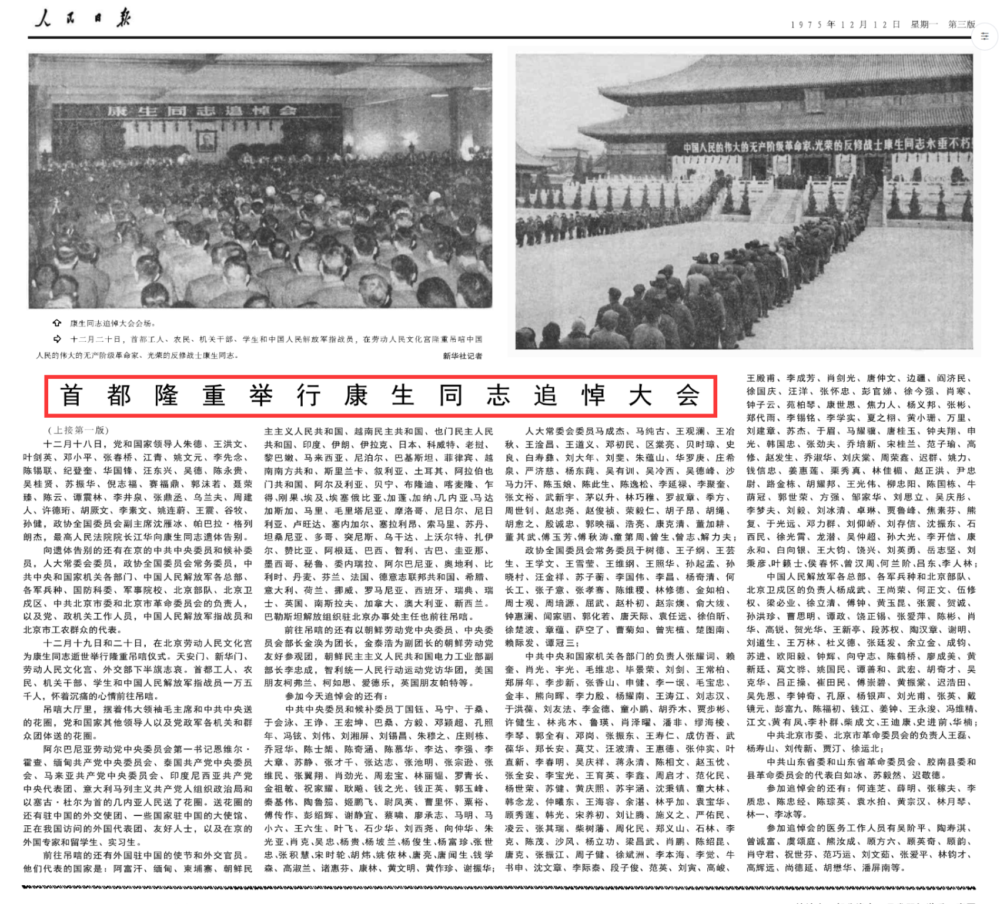 人民日报
1975年12月12日 星期一 第三版
康生同志追悼会
中国人民的伟大的无产阶级革命家、光荣的反修战士康生同志永垂不朽
康生同志追悼大会会场。
十二月二十日，首都工人、农民、机关干部、学生和中国人民解放军指战员，在劳动人民文化宫隆重吊唁中国
人民的伟大的无产阶级革命家、光荣的反修战士康生同志。
新华社记者
首都隆重举行康生同志追悼大会
（上接第一版）
十二月十八日，党和国家领导人朱德、王洪文、
叶剑英、邓小平、张春桥、江青、姚文元、李先念、
陈锡联、纪登奎、华国锋、汪东兴、吴德、陈永贵、
吴桂贤、苏振华、倪志福、赛福鼎、郭沫若、聂荣
臻、陈云、谭震林、李井泉、张鼎丞、乌兰夫、周建
人、许德珩、胡厥文、李素文、姚连蔚、王震、谷牧、
孙健，政协全国委员会副主席沈雁冰、帕巴拉·格列
朗杰，最高人民法院院长江华向康生同志遗体告别。
向遗体告别的还有在京的中共中央委员和候补委
员，人大常委会委员，政协全国委员会常务委员，中
共中央和国家机关各部门、中国人民解放军各总部、
各军兵种、国防科委、军事院校、北京部队、北京卫
戍区、中共北京市委和北京市革命委员会的负责人，
以及党、政机关工作人员，中国人民解放军指战员和
北京市工农群众的代表。
十二月十九日和二十日，在北京劳动人民文化宫
为康生同志逝世举行隆重吊唁仪式。天安门、新华门、
劳动人民文化宫、外交部下半旗志哀。首都工人、农
民、机关干部、学生和中国人民解放军指战员一万五
千人，怀着沉痛的心情前往吊唁。
吊唁大厅里，摆着伟大领袖毛主席和中共中央送
的花圈，党和国家其他领导人以及党政军各机关和群
众团体送的花圈。
阿尔巴尼亚劳动党中央委员会第一书记恩维尔·
霍查、缅甸共产党中央委员会、泰国共产党中央委员
会、马来亚共产党中央委员会、印度尼西亚共产党
中央代表团、意大利马列主义共产党人组织政治局和
以塞古·杜尔为首的几内亚人民送了花圈。送花圈的
还有驻中国的外交使团、一些国家驻中国的大使馆、
正在我国访问的外国代表团、友好人士，以及在京的
外国专家和留学生、实习生。
前往吊唁的还有外国驻中国的使节和外交官员。
他们代表的国家是：阿富汗、缅甸、柬埔寨、朝鲜民
主主义人民共和国、越南民主共和国、也门民主人民
共和国、印度、伊朗、伊拉克、日本、科威特、老挝、
黎巴嫩、马来西亚、尼泊尔、巴基斯坦、菲律宾、越
南南方共和、斯里兰卡、叙利亚、土耳其、阿拉伯也
门共和国、阿尔及利亚、贝宁、布隆迪、喀麦隆、乍
得、刚果、埃及、埃塞俄比亚、加蓬、加纳、几内亚、马达
加斯加、马里、毛里塔尼亚、摩洛哥、尼日尔、尼日
利亚、卢旺达、塞内加尔、塞拉利昂、索马里、苏丹、
坦桑尼亚、多哥、突尼斯、乌干达、上沃尔特、扎伊
尔、赞比亚、阿根廷、巴西、智利、古巴、圭亚那、
墨西哥、秘鲁、委内瑞拉、阿尔巴尼亚、奥地利、比
利时、丹麦、芬兰、法国、德意志联邦共和国、希腊、
意大利、荷兰、挪威、罗马尼亚、西班牙、瑞典、瑞
士、英国、南斯拉夫、加拿大、澳大利亚、新西兰。
巴勒斯坦解放组织驻北京办事处主任也前往吊唁。
前往吊唁的还有以朝鲜劳动党中央委员、中央委
员会部长金渙为团长，金泰浩为副团长的朝鲜劳动党
友好参观团，朝鲜民主主义人民共和国电力工业部副
部长李忠成，智利统一人民行动运动党访华团，美国
朋友柯弗兰、柯如思、爱德乐，英国朋友帕特等。
参加今天追悼会的还有：
中共中央委员和候补委员丁国钰、马宁、于桑、
于会泳、王诤、王宏坤、巴桑、方毅、邓颖超、孔照
年、冯铉、刘伟、刘湘屏、刘锡昌、朱穆之、庄则栋、
乔冠华、陈士榘、陈奇涵、陈慕华、李达、李强、李
大章、苏静、张才千、张达志、张池明、张宗逊、张
维民、张翼翔、肖劲光、周宏宝、林丽韫、罗青长、
金祖敏、祝家耀、耿飚、钱之光、钱正英、郭玉峰、
秦基伟、陶鲁笳、姬鹏飞、尉凤英、曹里怀、粟裕、
傅传作、彭绍辉、谢静宜、蔡啸、廖承志、马明、马
小六、王六生、叶飞、石少华、刘西尧、向仲华、朱
光亚、肖克、吴忠、杨贵、杨坡兰、杨俊生、杨富珍、张世
忠、张积慧、宋时轮、胡炜、姚依林、唐亮、唐闻生、钱学
森、高淑兰、诸惠芬、康林、黄文明、黄作珍、谢振华；
人大常委会委员马成杰、马纯古、王观澜、王冶
秋、王淦昌、王道义、邓初民、区棠亮、贝时璋、史
良、白寿彝、刘大年、刘斐、朱蕴山、华罗庚、庄希
泉、严济慈、杨东莼、吴有训、吴冷西、吴德峰、沙
马力汗、陈玉娘、陈此生、陈逸松、李延禄、李聚奎、
张文裕、武新宇、茅以升、林巧稚、罗叔章、季方、
周世钊、赵忠尧、赵俊祯、荣毅仁、胡子昂、胡绳、
胡愈之、殷诚忠、郭映福、浩亮、康克清、董加耕、
董其武、傅玉芳、傅秋涛、童第周、曾生、曾志、解力夫；
政协全国委员会常务委员于树德、王子纲、王芸
生、王学文、王雪莹、王维纲、王照华、孙起孟、孙
晓村、汪金祥、苏子蘅、李国伟、李昌、杨奇清、何
长工、张子意、张孝骞、陈维稷、林修德、金如柏、
周士观、周培源、屈武、赵朴初、赵宗燠、俞大绂、
钟惠澜、闻家驷、郭化若、唐天际、袁任远、徐伯昕、
徐楚波、章蕴、萨空了、曹菊如、曾宪植、楚图南、
赖际发、谭冠三；
中共中央和国家机关各部门的负责人张耀词、赖
奎、肖光、宇光、毛维忠、毕景荣、刘剑、王常柏、
郑屏年、李步新、张香山、申健、李一氓、毛宝忠、
金丰、熊向晖、李力殷、杨耀南、王涛江、刘志汉、
于洪葆、刘友法、李金德、童小鹏、胡乔木、贾步彬、
许健生、林兆木、鲁瑛、肖泽曜、潘非、缪海棱、
李琴、郭全有、邓岗、张振东、王寿仁、成仿吾、武
葆华、郑长安、莫艾、汪波清、王惠德、张仲实、叶
直新、李春明、吴庆祥、蒋永清、陈相文、赵玉忱、
张全安、李宝光、王育英、李鑫、周启才、范化民、
杨世荣、苏健、黄庆熙、苏宇涵、沈秉镇、童大林、
韩念龙、仲曦东、王海容、余湛、林乎加、袁宝华、
顾秀莲、韩光、宋养初、刘让腾、施义之、严佑民、
凌云、张其瑞、柴树藩、周化民、郑义山、石林、李
克、陈茂、沙风、杨立功、梁昌武、肖鹏、陈绍昆、
唐克、张振江、周子健、徐斌洲、李本海、李觉、牛
书申、沈文章、李际泰、段子俊、范英、刘寅、高峻、
王殿甫、李成芳、肖剑光、唐仲文、边疆、阎济民、
徐国庆、汪洋、张怀忠、彭官娣、徐今强、肖寒、
钟子云、苑柏琴、康世恩、焦力人、杨义邦、张彬、
郑代雨、李锡铭、李学实、夏之栩、黄小珊、万里、
刘建章、苏杰、于眉、马耀骧、唐桂玉、钟夫翔、申
光、韩国忠、张劲夫、乔培新、宋桂兰、范子瑜、高
修、赵发生、乔淑华、刘庆棠、周荣鑫、迟群、姚力、
钱信忠、姜惠莲、栗秀真、林佳楣、赵正洪、尹忠
尉、路金栋、胡耀邦、王光伟、柳忠阳、陈国栋、牛
荫冠、郭世荣、方强、邹家华、刘思立、吴庆彤、
李梦夫、刘毅、刘冰清、卓琳、贾鲁峰、焦素芬、熊
复、于光远、邓力群、刘仰峤、刘存信、沈振东、石
西民、徐光霄、龙潜、吴仲超、孙大光、李开信、康
永和、白向银、王大钧、饶兴、刘英勇、岳志坚、刘
秉彦、叶籁士、侯春怀、曾汉周、何兰阶、吕东、李人林；
中国人民解放军各总部、各军兵种和北京部队、
北京卫戍区的负责人杨成武、王尚荣、何正文、伍修
权、梁必业、徐立清、傅钟、黄玉昆、张震、贺诚、
孙洪珍、曹思明、谭政、饶正锡、张爱萍、陈彬、肖
华、高锐、贺光华、王新亭、段苏权、陶汉章、谢明、
刘道生、王万林、杜义德、张廷发、余立金、成钧、
苏进、欧阳毅、钟辉、向守志、陈鹤桥、廖成美、黄
新廷、莫文骅、姚国民、谭善和、武宏、胡奇才、吴
克华、吕正操、崔田民、傅崇碧、黄振棠、迟浩田、
吴先恩、李钟奇、孔原、杨银声、刘光甫、张英、戴
镜元、彭富九、陈福初、钱江、姜钟、王永浚、冯维精、
江文、黄有凤、李朴群、柴成文、王迪康、史进前、华楠；
中共北京市委、北京市革命委员会的负责人王磊、
杨寿山、刘传新、贾汀、徐运北；
中共山东省委和山东省革命委员会、胶南县委和
县革命委员会的代表白如冰、苏毅然、迟敬德。
参加追悼会的还有：何连芝、薛明、张稼夫、李
质忠、陈忠经、陈琮英、袁水拍、黄宗汉、林月琴、
林一、李冰等。
参加追悼会的医务工作人员有吴阶平、陶寿淇、
曾诚富、虞颂庭、熊汝成、顾方六、顾英奇、顾韵、
肖守君、祝世芬、范巧运、刘文茹、张爱平、林钧才、
高辉远、尚德延、胡懋华、潘屏南等。